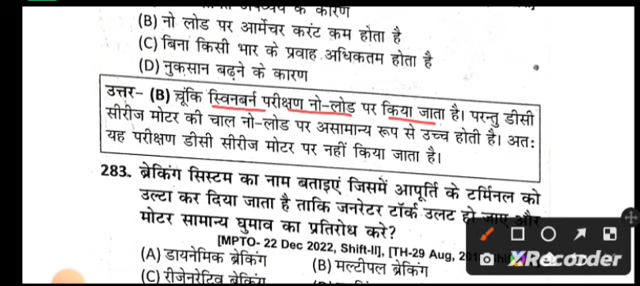 के कारण
(B) नो लोड पर आर्मेचर करंट कम होता है
(C) बिना किसी भार के प्रवाह अधिकतम होता है
(D) नुकसान बढ़ने के कारण
उत्तर- (B) चूंकि स्विनबर्न परीक्षण नो-लोड पर किया जाता है। परन्तु डीसी
सीरीज मोटर की चाल नो-लोड पर असामान्य रूप से उच्च होती है। अतः
यह परीक्षण डीसी सीरीज मोटर पर नहीं किया जाता है।
283. ब्रेकिंग सिस्टम का नाम बताइएं जिसमें आपूर्ति के टर्मिनल को
उल्टा कर दिया जाता है ताकि जनरेटर टॉर्क उलट हो जाए और
मोटर सामान्य घुमाव का प्रतिरोध करे?
[MPTO- 22 Dec 2022, Shift-II], [TH-29 Aug,
(A) डायनेमिक ब्रेकिंग (B) मल्टीपल ब्रेकिंग
(C) रीजेनरेटिव ब्रेकिंग
XRecorder